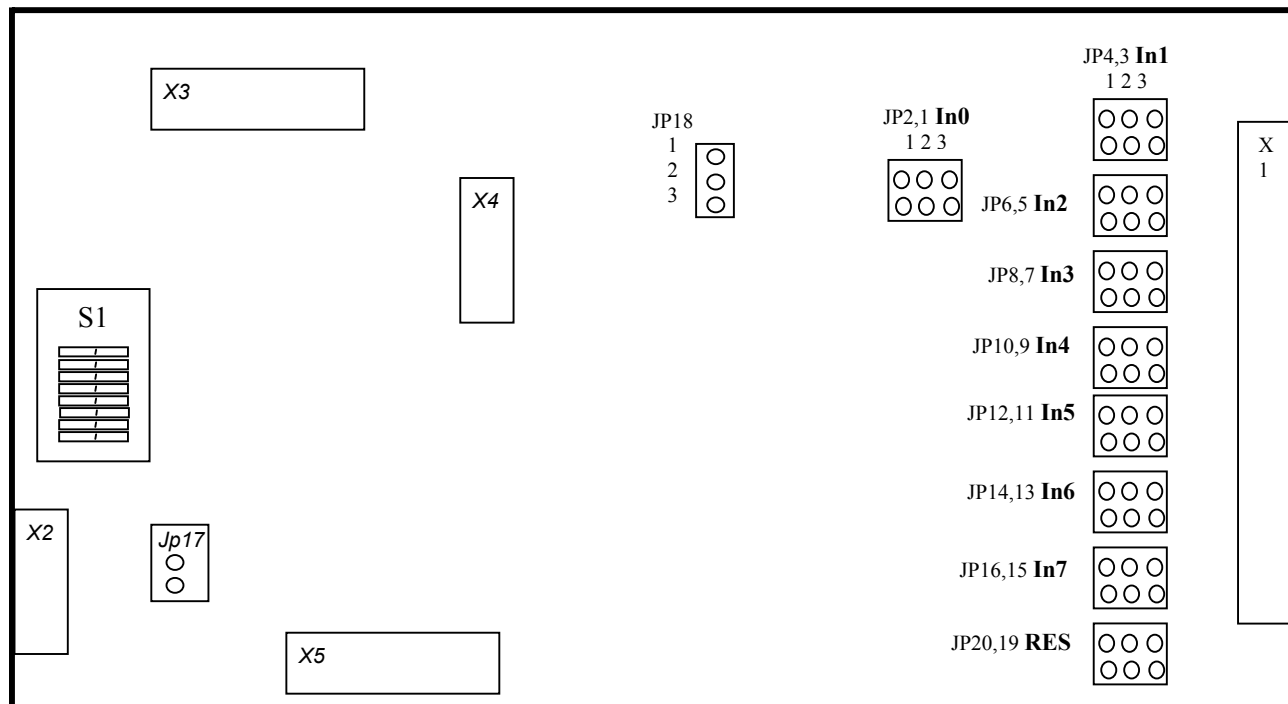 JP4,3 In1
1 2 3
X3
JP18
JP2,1 In0
1
1 2 3
X
1
2
3
X4
JP6,5 In2
JP8,7 In3
S1
JP10,9 In4
JP12,11 In5
JP14,13 In6
X2
Jp17
JP16,15 In7
X5
JP20,19 RES